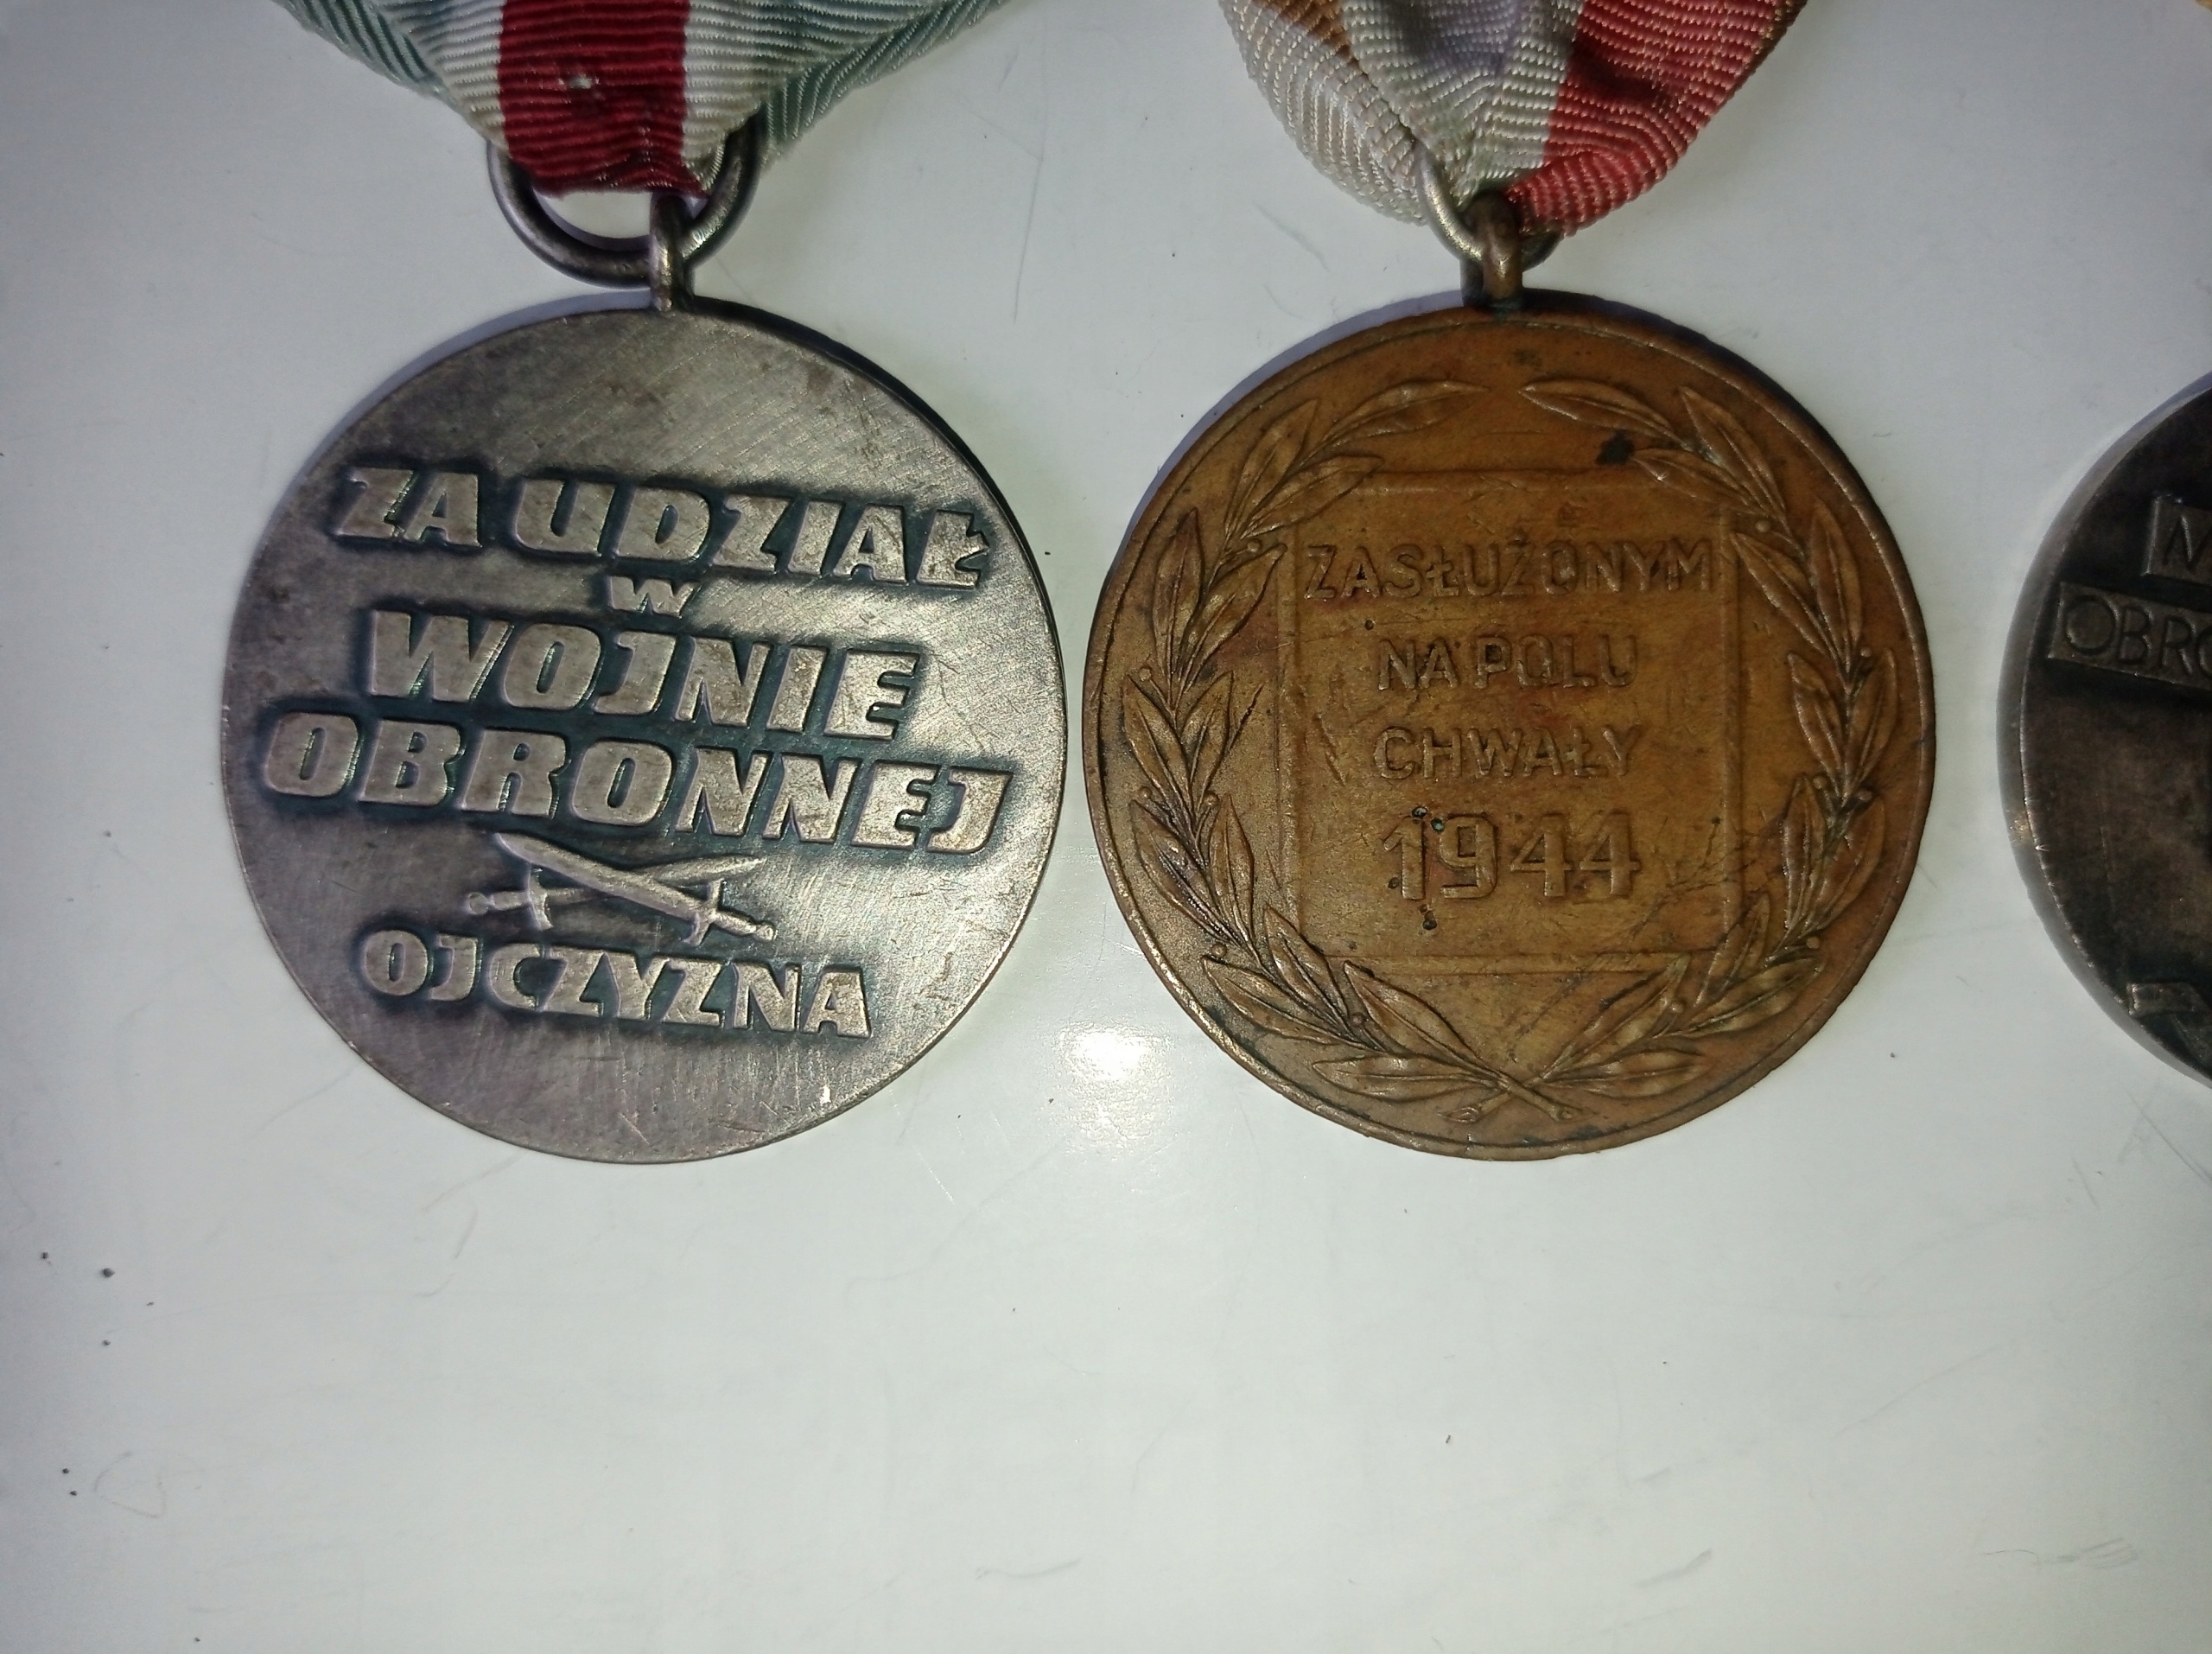 ZA UDZIAŁ
W
WOJNIE
OBRONNEJ
OJCZYZNA
ZASŁUŻONYM
NA POLU
CHWAŁY
1944